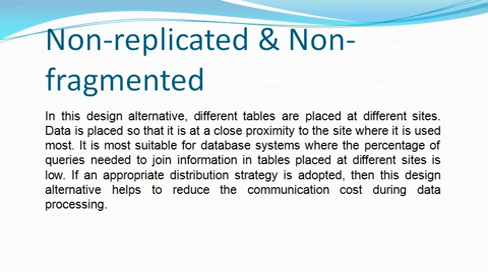 Non-replicated & Non-
fragmented
In this design alternative, different tables are placed at different sites.
Data is placed so that it is at a close proximity to the site where it is used
most. It is most suitable for database systems where the percentage of
queries needed to join information in tables placed at different sites is
low. If an appropriate distribution strategy is adopted, then this design
alternative helps to reduce the communication cost during data
processing.